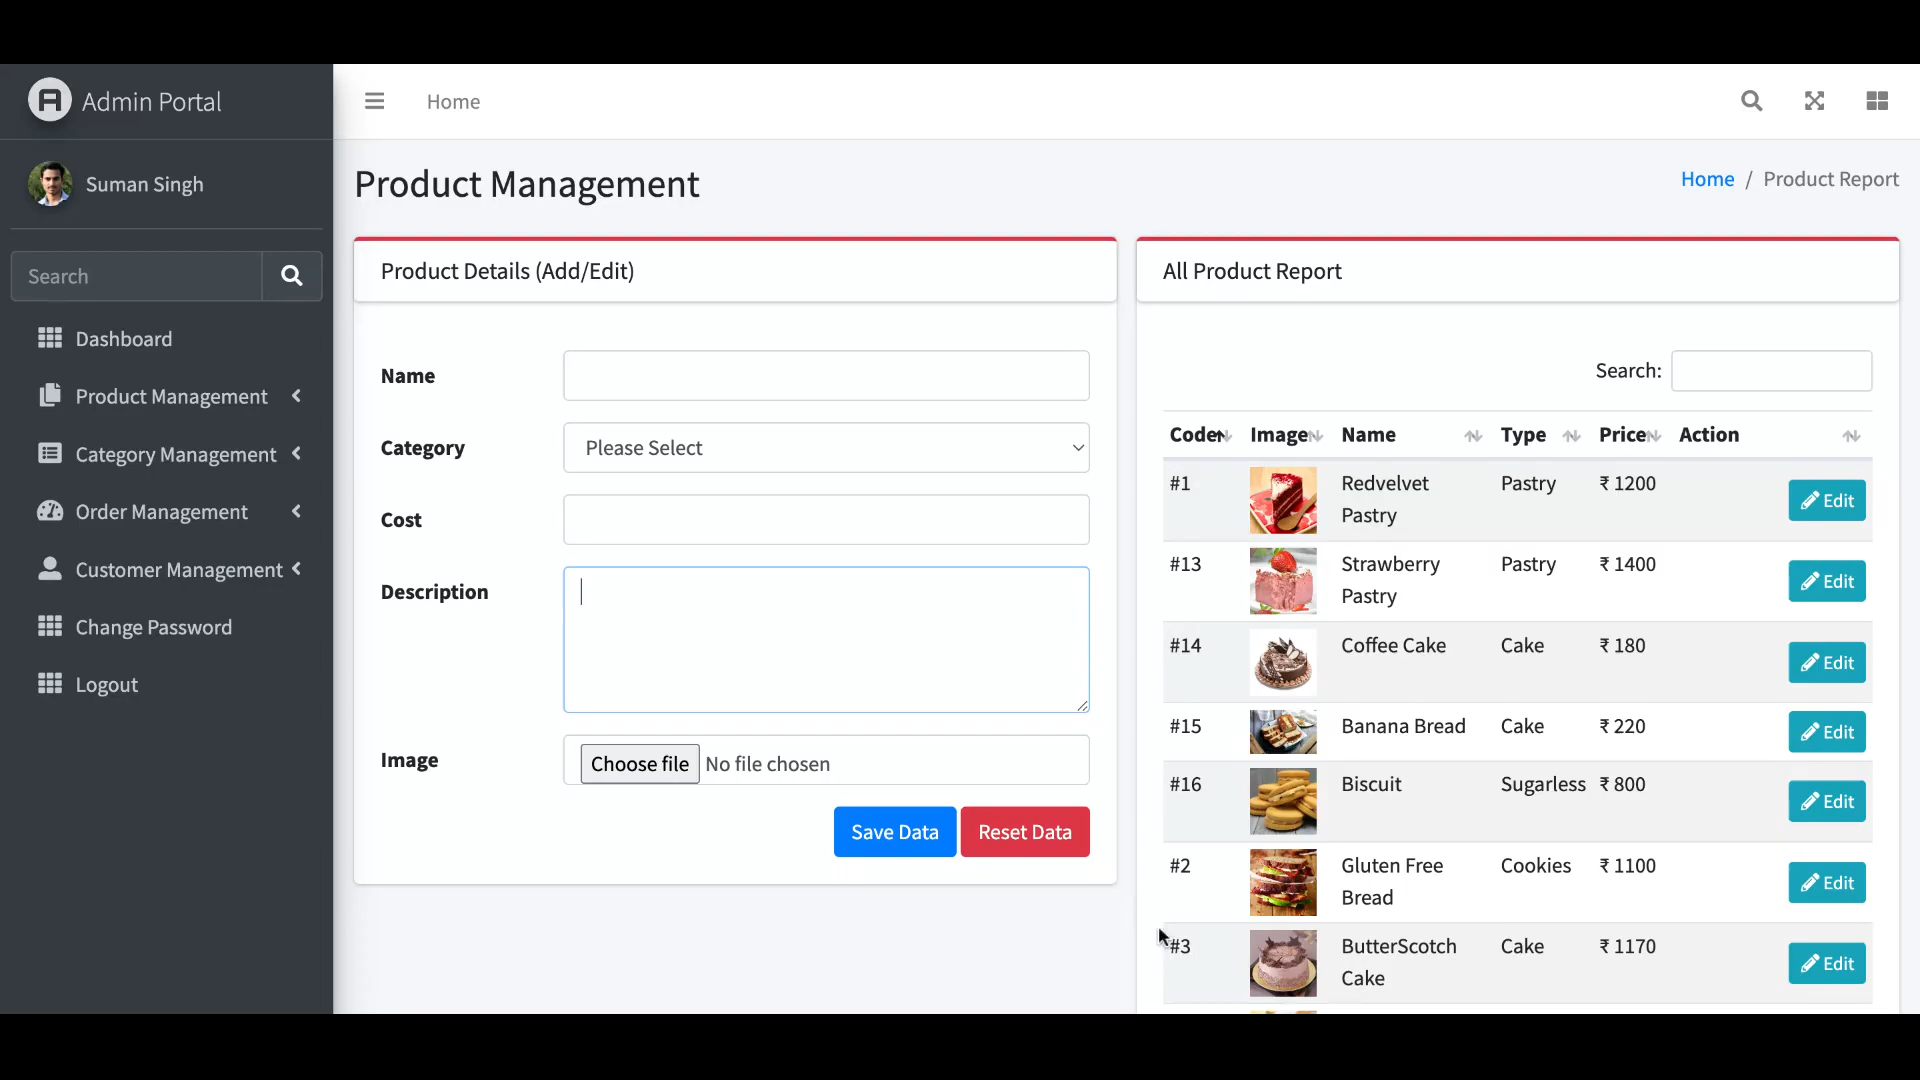 Admin Portal
Home
Suman Singh
Product Management
Home / Product Report
Search
Product Details (Add/Edit)
All Product Report
Dashboard
Product Management
Category Management
Order Management
Customer Management
Change Password
Logout
Name
Category
Please Select
Cost
Description
Image
Choose file No file chosen
Save Data
Reset Data
Search:
Code Image Name Type Price Action
#1 Redvelvet Pastry ₹ 1200 Edit
Pastry
#13 Strawberry Pastry ₹ 1400 Edit
Pastry
#14 Coffee Cake Cake ₹ 180 Edit
#15 Banana Bread Cake ₹ 220 Edit
#16 Biscuit Sugarless ₹ 800 Edit
#2 Gluten Free Cookies ₹ 1100 Edit
Bread
#3 ButterScotch Cake ₹ 1170 Edit
Cake